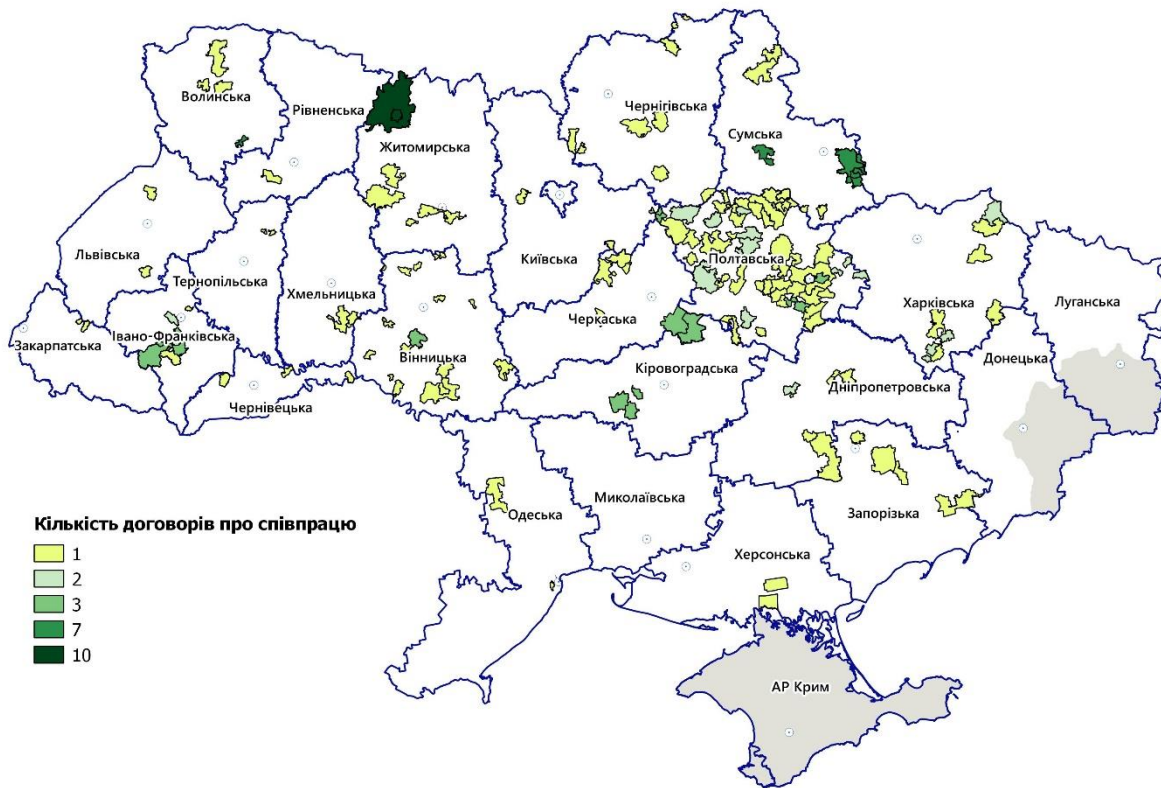 Волинська
Рівненська
Житомирська
Чернігівська
Сумська
Львівська
Тернопільська
Хмельницька
Київська
Полтавська
Харківська
Луганська
Закарпатська
Івано-Франківська
Вінницька
Черкаська
Чернівецька
Кіровоградська
Дніпропетровська
Донецька
Одеська
Миколаївська
Запорізька
Херсонська
АР Крим
Кількість договорів про співпрацю
1
2
3
7
10